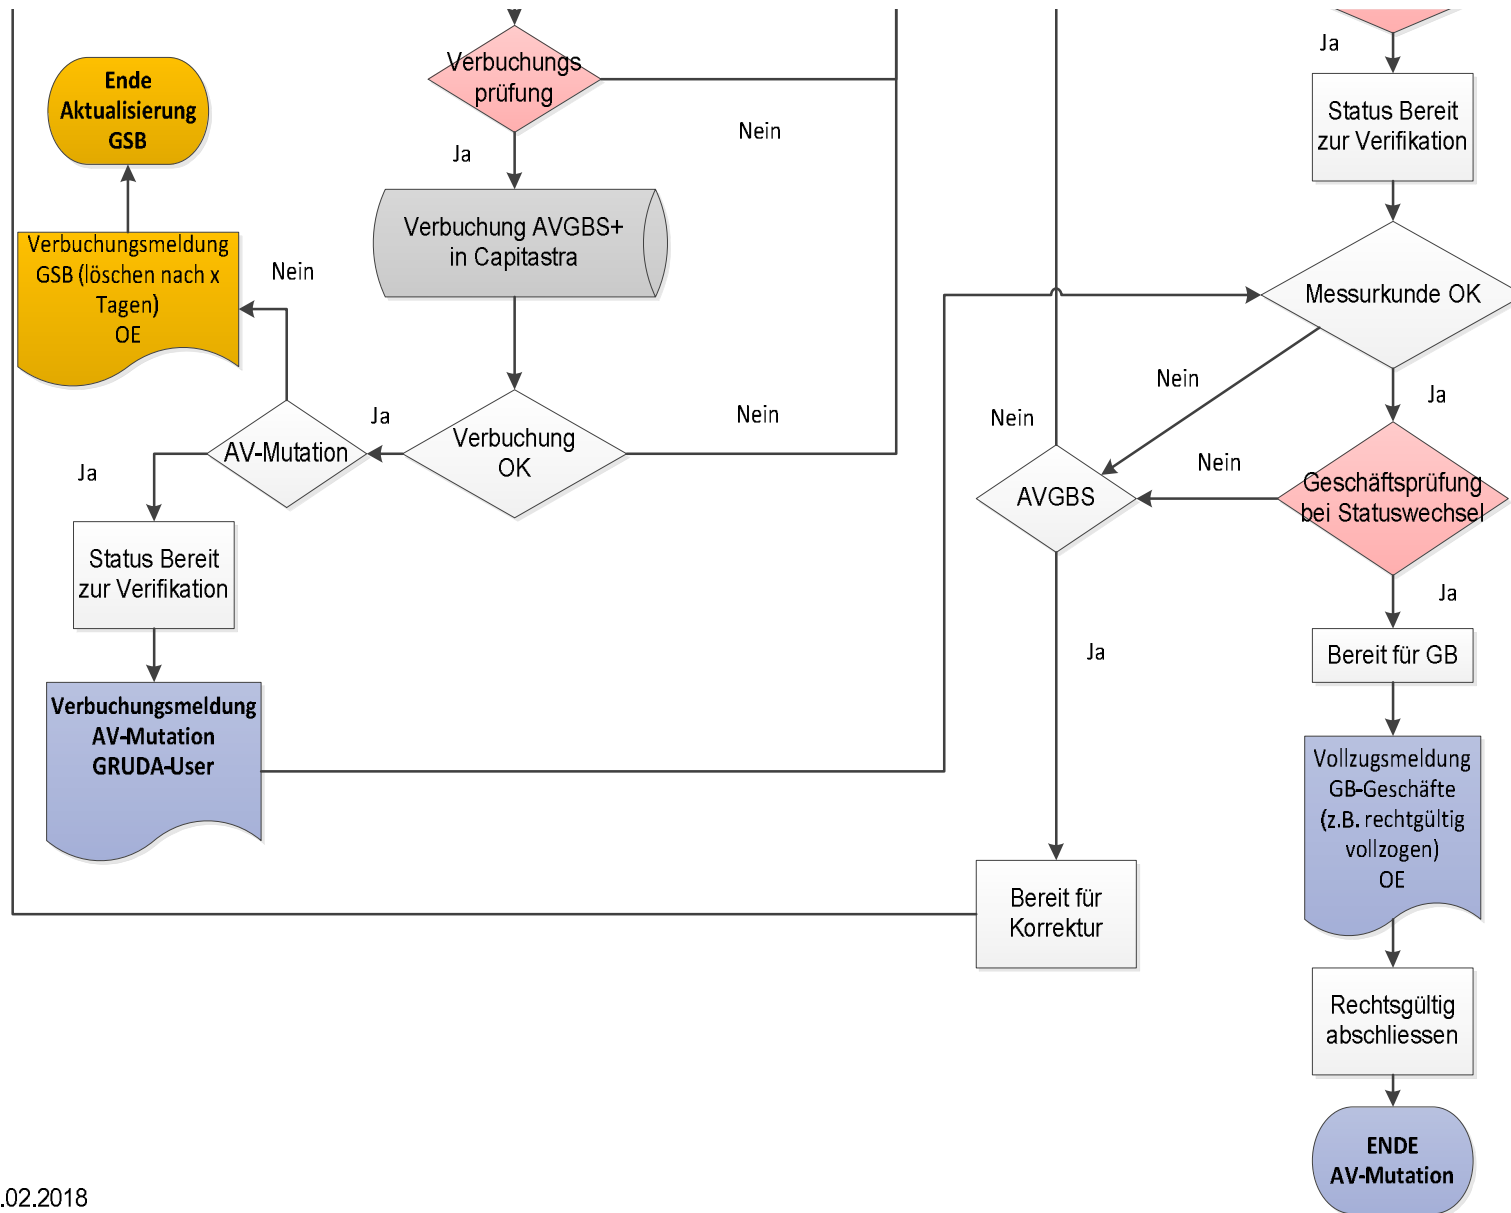 Verbuchungs
prüfung
Nein
Ja
Ende
Aktualisierung
GSB
Verbuchung AVGBS+
in Capitastra
Verbuchungsmeldung
GSB (löschen nach x
Tagen)
OE
Nein
AV-Mutation
Ja
Verbuchung
OK
Nein
Ja
Status Bereit
zur Verifikation
Verbuchungsmeldung
AV-Mutation
GRUDA-User
Ja
Status Bereit
zur Verifikation
Messurkunde OK
Nein
Ja
Nein
AVGBS
Nein
Geschäftsprüfung
bei Statuswechsel
Ja
Ja
Bereit für GB
Vollzugsmeldung
GB-Geschäfte
(z.B. rechtgültig
vollzogen)
OE
Bereit für
Korrektur
Rechtsgültig
abschliessen
ENDE
AV-Mutation
.02.2018